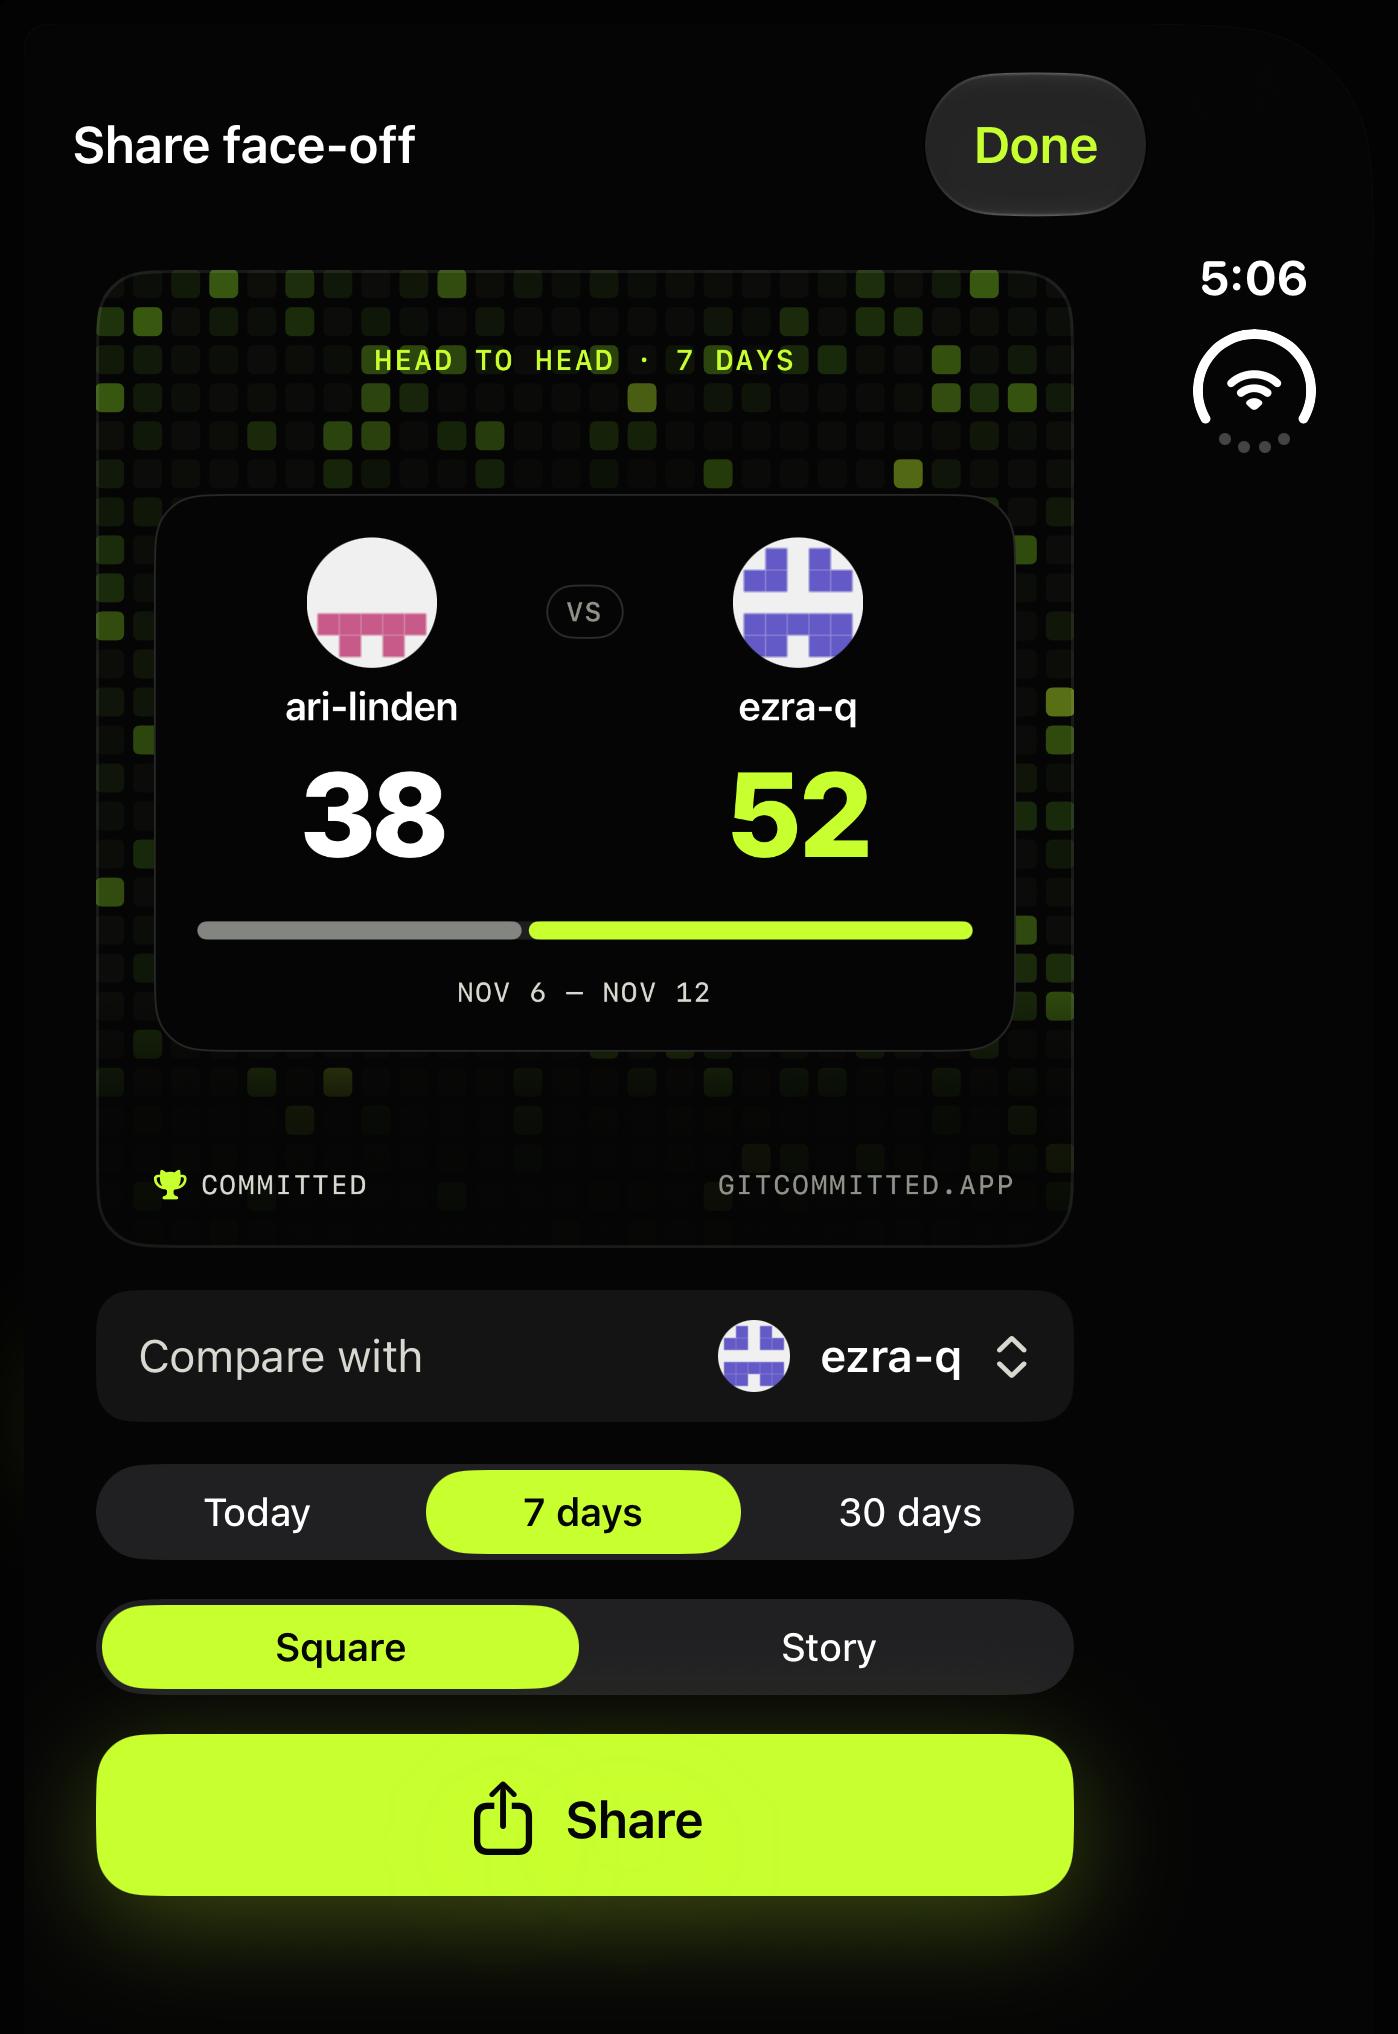 Share face-off
Done
5:06
HEAD TO HEAD · 7 DAYS
VS
ari-linden
ezra-q
38
52
NOV 6 — NOV 12
COMMITTED
GITCOMMITTED.APP
Compare with
ezra-q
Today
7 days
30 days
Square
Story
Share